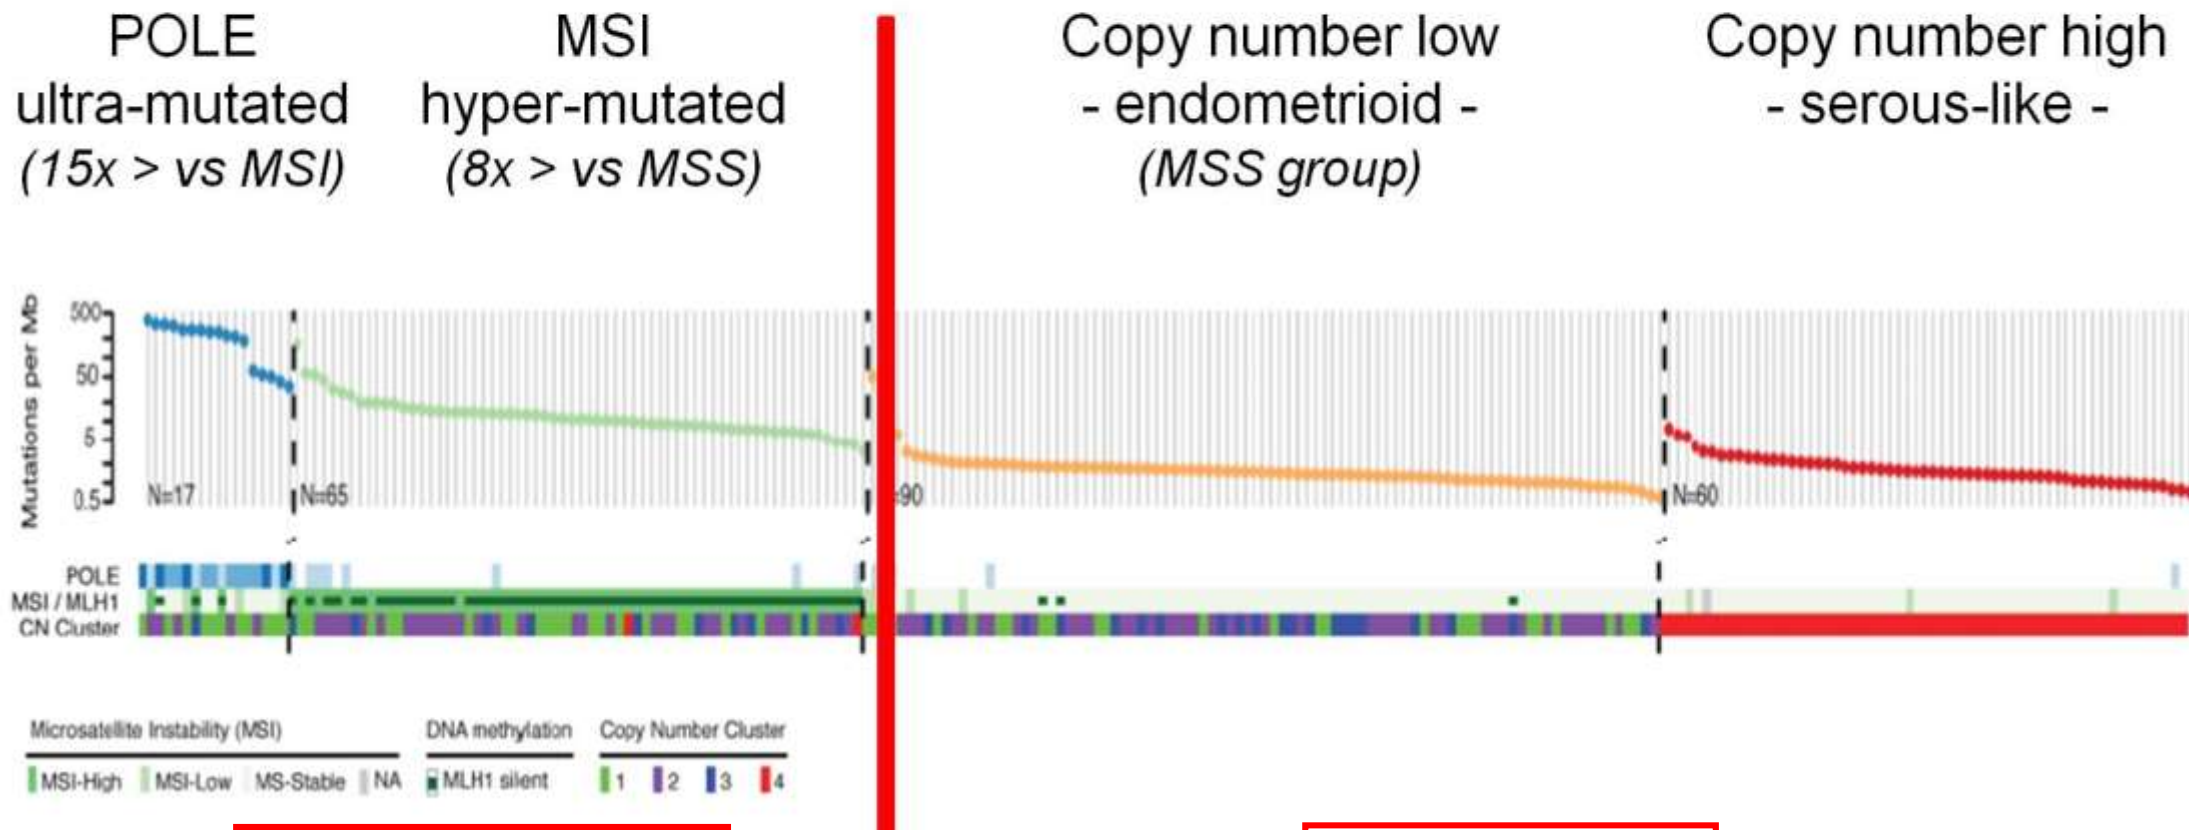 POLE
ultra-mutated
(15x > vs MSI)
MSI
hyper-mutated
(8x > vs MSS)
Copy number low
- endometrioid -
(MSS group)
Copy number high
- serous-like -
Mutations per Mb
500
50
5
0.5
N=17
N=65
=90
N=60
POLE
MSI / MLH1
CN Cluster
Microsatellite Instability (MSI)
MSI-High MSI-Low MS-Stable NA
DNA methylation
MLH1 silent
Copy Number Cluster
1 2 3 4